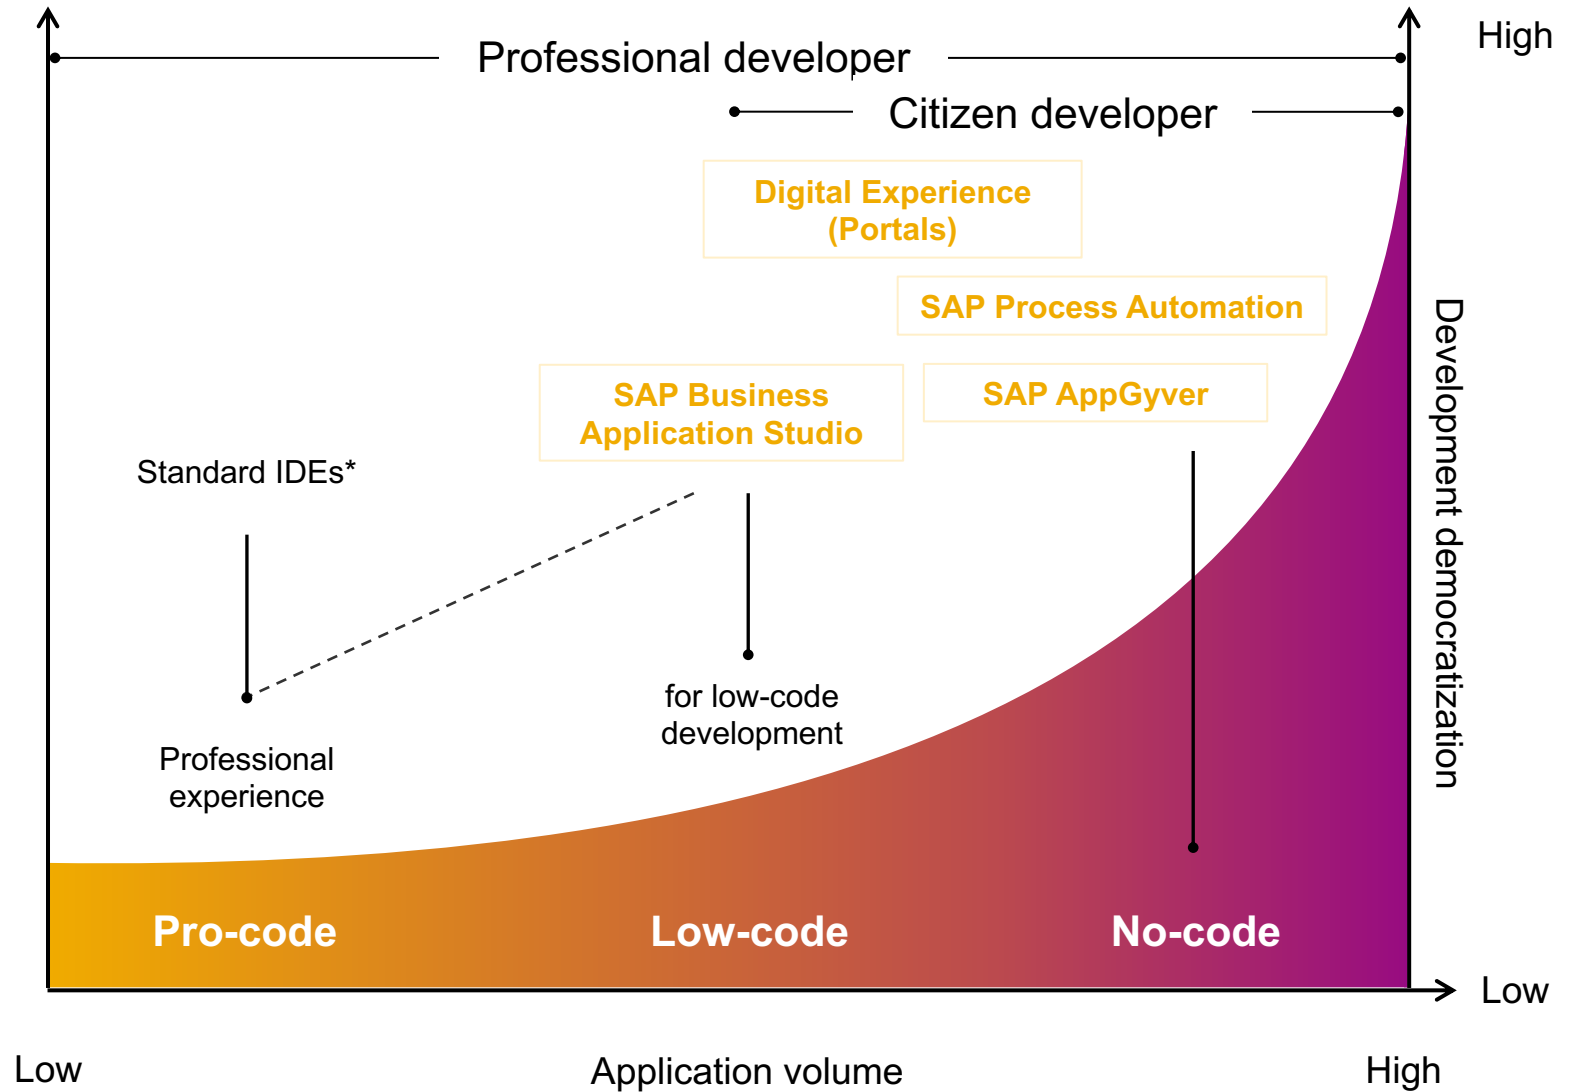 Professional developer
High
Citizen developer
Digital Experience
(Portals)
SAP Process Automation
SAP Business
Application Studio
SAP AppGyver
Standard IDEs*
Development democratization
for low-code
development
Professional
experience
Pro-code
Low-code
No-code
Low
Low
Application volume
High